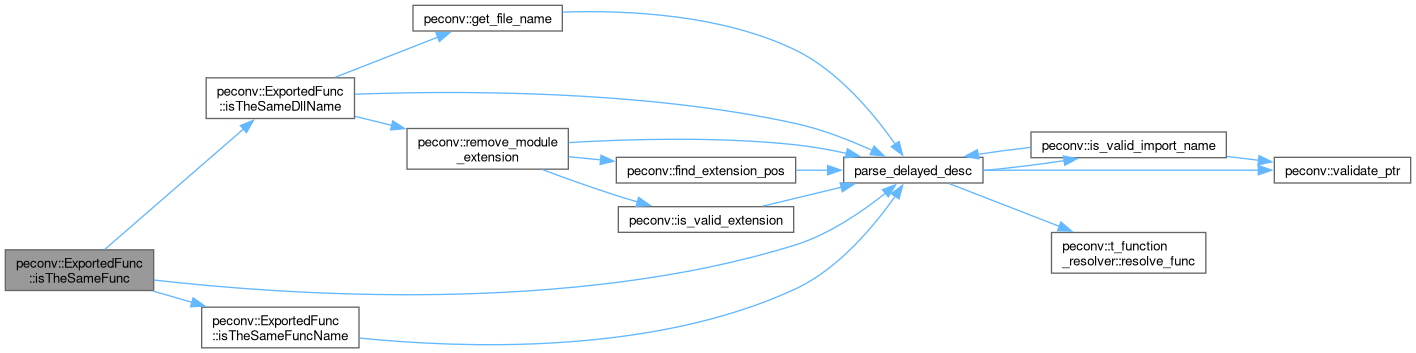 peconv::get_file_name
peconv::ExportedFunc
::isTheSameDllName
peconv::remove_module
_extension
peconv::is_valid_import_name
peconv::find_extension_pos
parse_delayed_desc
peconv::validate_ptr
peconv::is_valid_extension
peconv::t_function
_resolver::resolve_func
peconv::ExportedFunc
::isTheSameFunc
peconv::ExportedFunc
::isTheSameFuncName